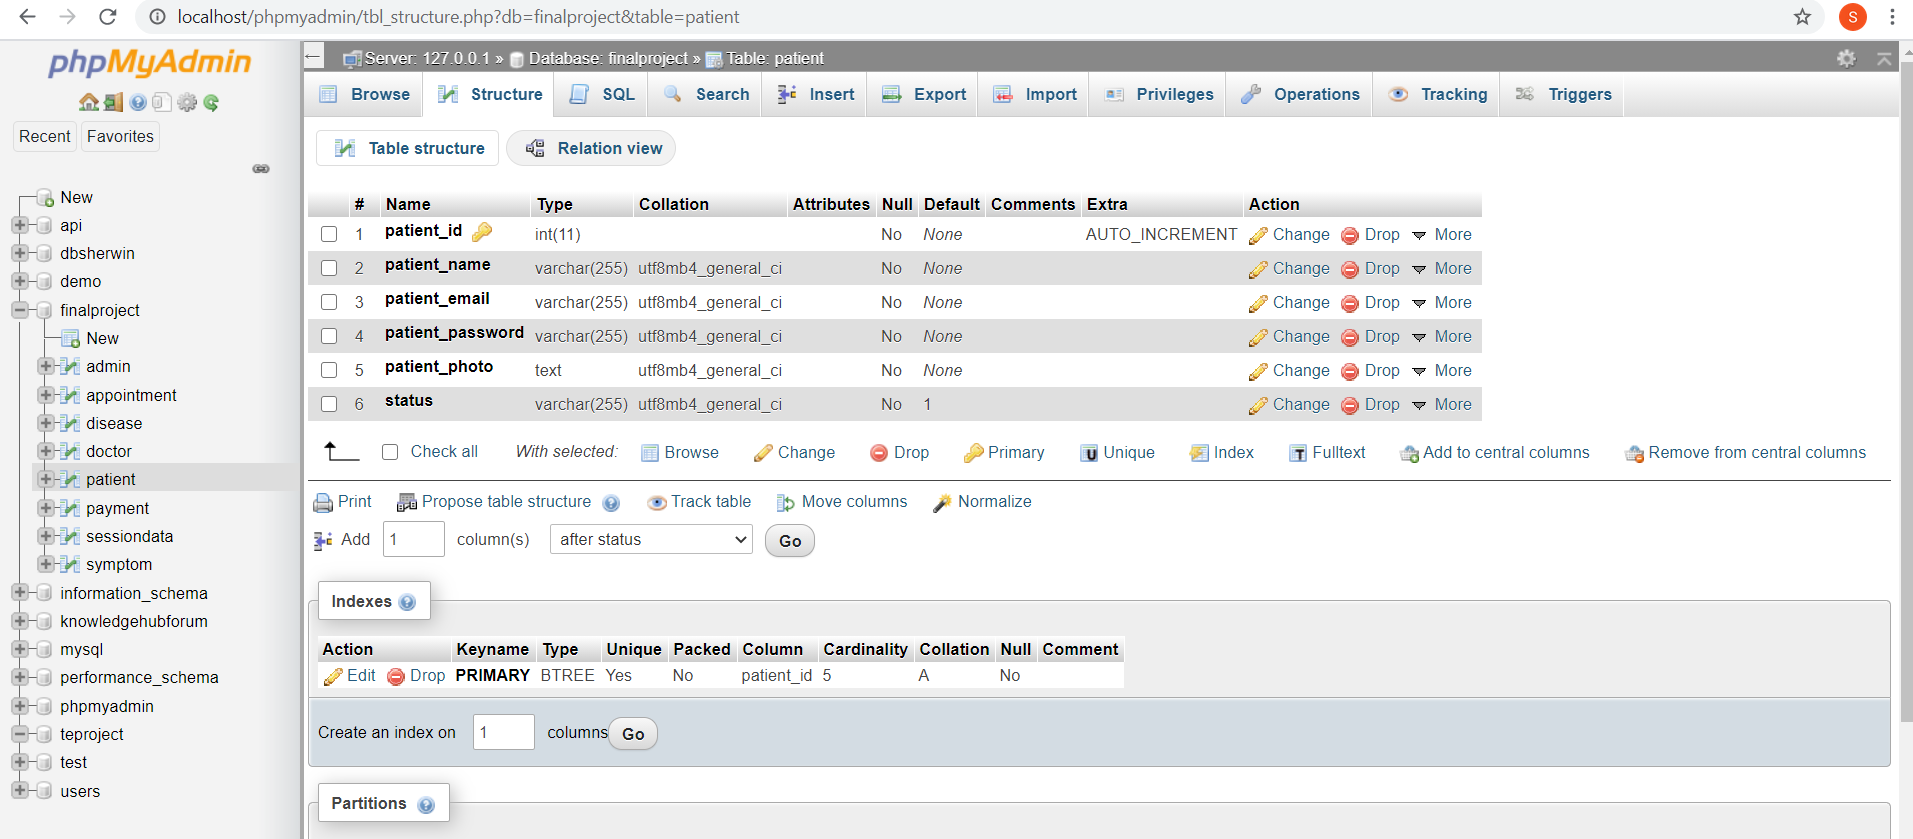 localhost/phpmyadmin/tbl_structure.php?db=finalproject&table=patient
S
phpMyAdmin
Recent Favorites
New
api
dbsherwin
demo
finalproject
New
admin
appointment
disease
doctor
patient
payment
sessiondata
symptom
information_schema
knowledgehubforum
mysql
performance_schema
phpmyadmin
teproject
test
users
Server: 127.0.0.1 » Database: finalproject » Table: patient
Browse Structure SQL Search Insert Export Import Privileges Operations Tracking Triggers
Table structure Relation view
# Name Type Collation Attributes Null Default Comments Extra Action
1 patient_id int(11) No None AUTO_INCREMENT Change Drop More
2 patient_name varchar(255) utf8mb4_general_ci No None Change Drop More
3 patient_email varchar(255) utf8mb4_general_ci No None Change Drop More
4 patient_password varchar(255) utf8mb4_general_ci No None Change Drop More
5 patient_photo text utf8mb4_general_ci No None Change Drop More
6 status varchar(255) utf8mb4_general_ci No 1 Change Drop More
Check all With selected: Browse Change Drop Primary Unique Index Fulltext Add to central columns Remove from central columns
Print Propose table structure Track table Move columns Normalize
Add 1 column(s) after status Go
Indexes
Action Keyname Type Unique Packed Column Cardinality Collation Null Comment
Edit Drop PRIMARY BTREE Yes No patient_id 5 A No
Create an index on 1 columns Go
Partitions